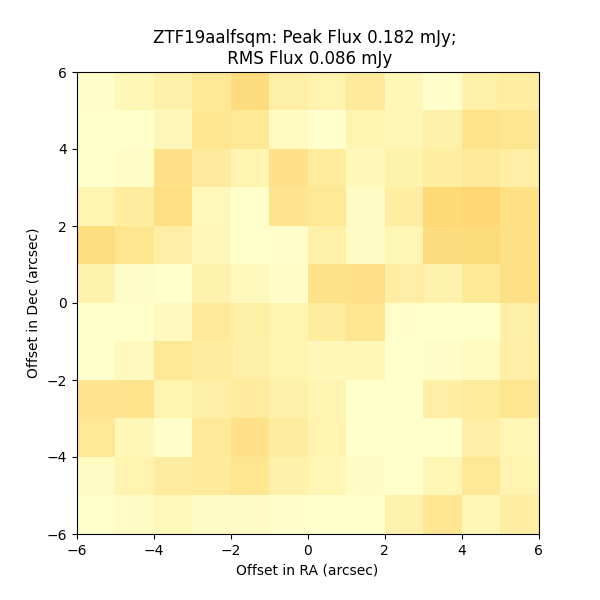 ZTF19aalfsqm: Peak Flux 0.182 mJy;
RMS Flux 0.086 mJy
6
4
2
0
−2
−4
−6
Offset in Dec (arcsec)
−6 −4 −2 0 2 4 6
Offset in RA (arcsec)